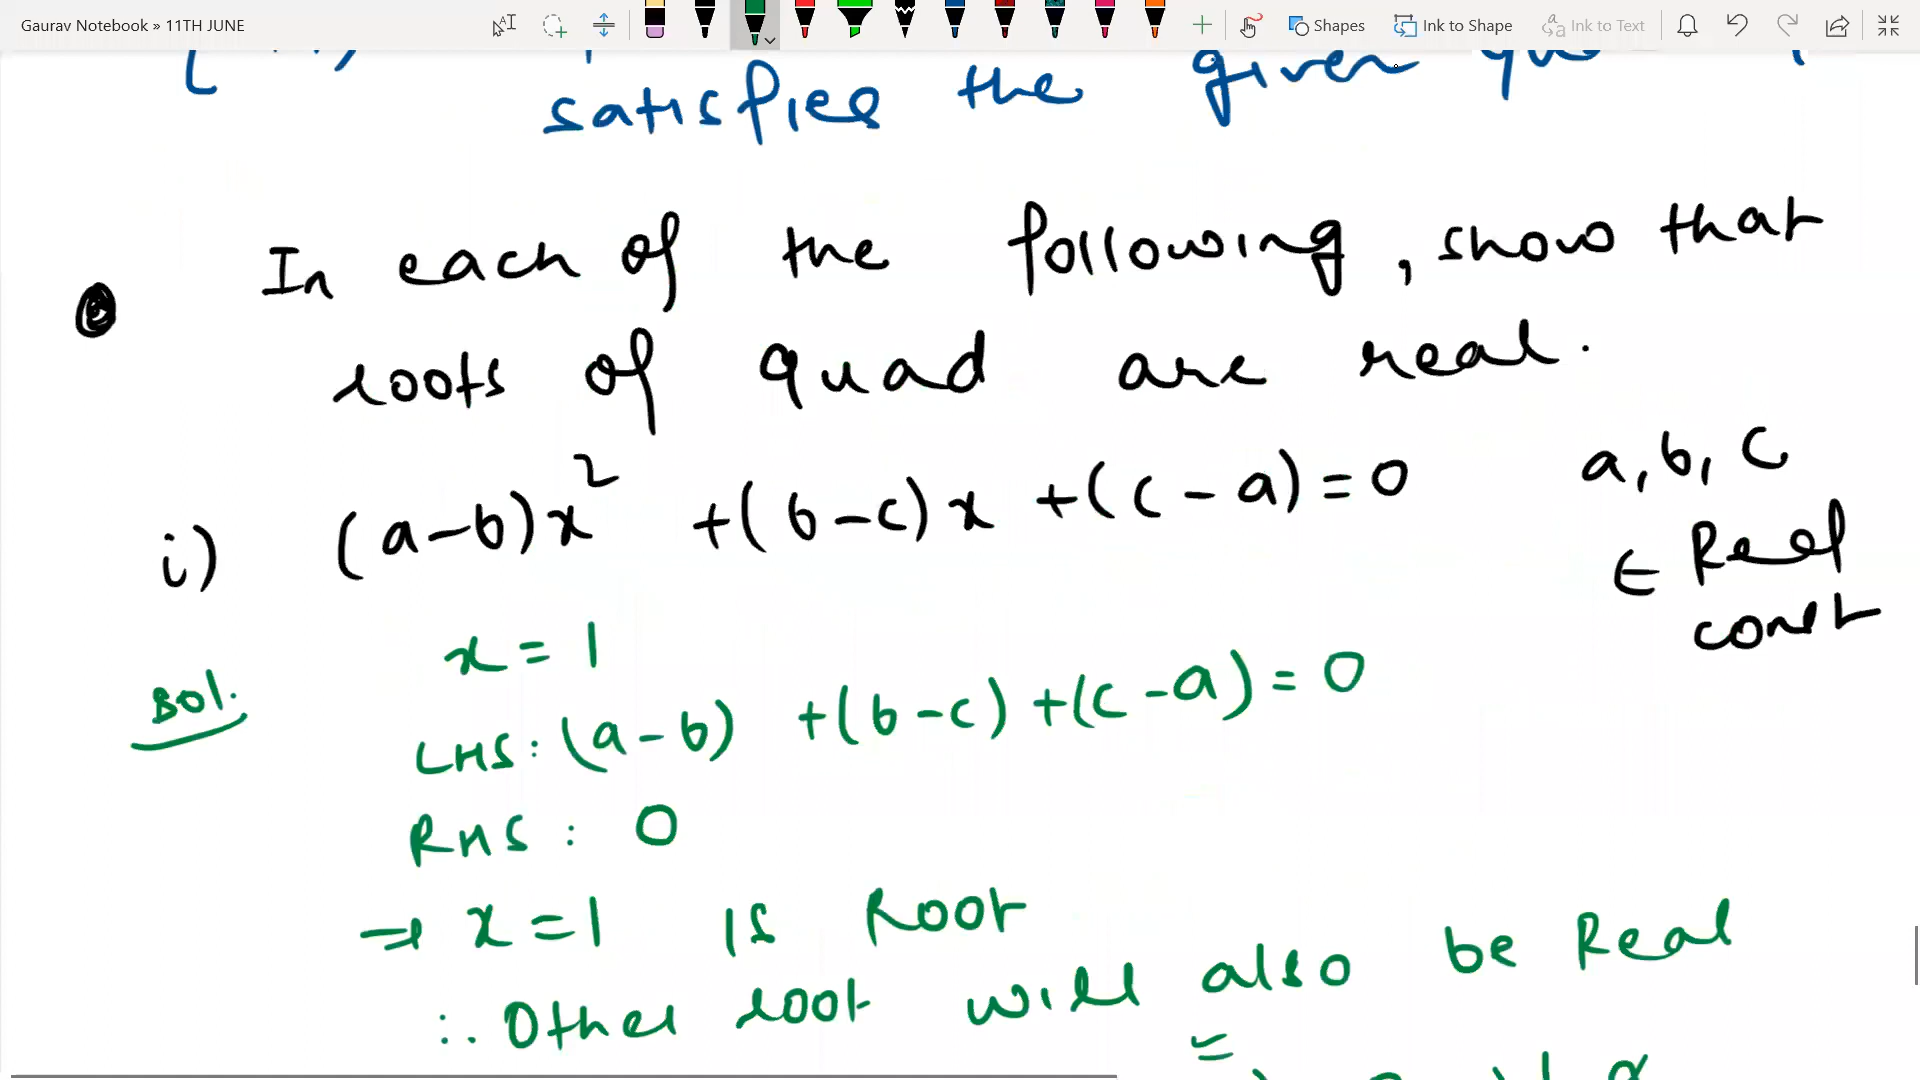 Gaurav Notebook » 11TH JUNE
Shapes Ink to Shape Ink to Text
satisfies the given
In each of the following, show that
roots of quad are real.
i) (a-b)x² +(b-c)x +(c-a)=0
a, b, c
∈ Real
const
Sol.
x=1
LHS: (a-b) +(b-c) +(c-a)=0
RHS: 0
→ x=1 is Root
∴ Other root will also be Real